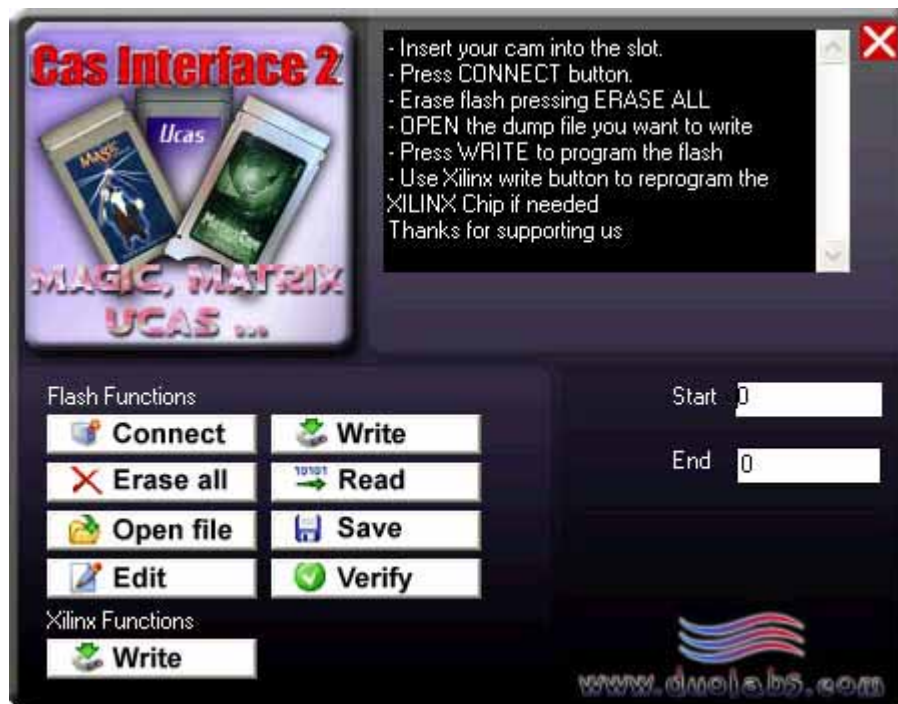 Cas Interface 2
Ucas
MAGIC, MATRIX
UCAS ...
- Insert your cam into the slot.
- Press CONNECT button.
- Erase flash pressing ERASE ALL
- OPEN the dump file you want to write
- Press WRITE to program the flash
- Use Xilinx write button to reprogram the
XILINX Chip if needed
Thanks for supporting us
Flash Functions
Connect
Write
Erase all
10101
Read
Open file
Save
Edit
Verify
Xilinx Functions
Write
Start 0
End 0
www.duolabs.com